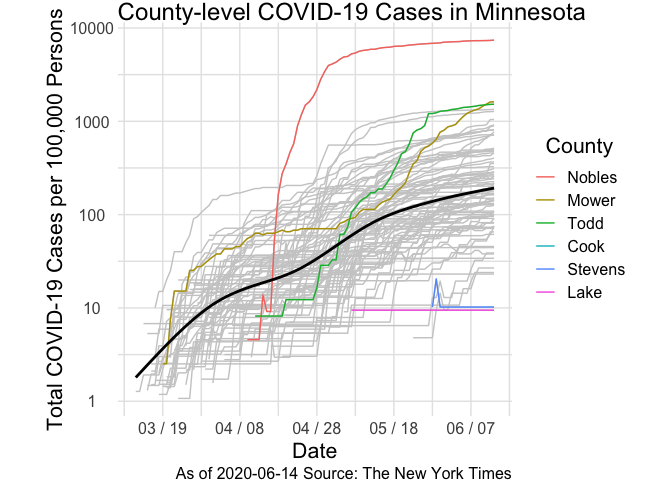 County-level COVID-19 Cases in Minnesota
Total COVID-19 Cases per 100,000 Persons
10000
1000
100
10
1
03 / 19
04 / 08
04 / 28
05 / 18
06 / 07
Date
County
Nobles
Mower
Todd
Cook
Stevens
Lake
As of 2020-06-14 Source: The New York Times